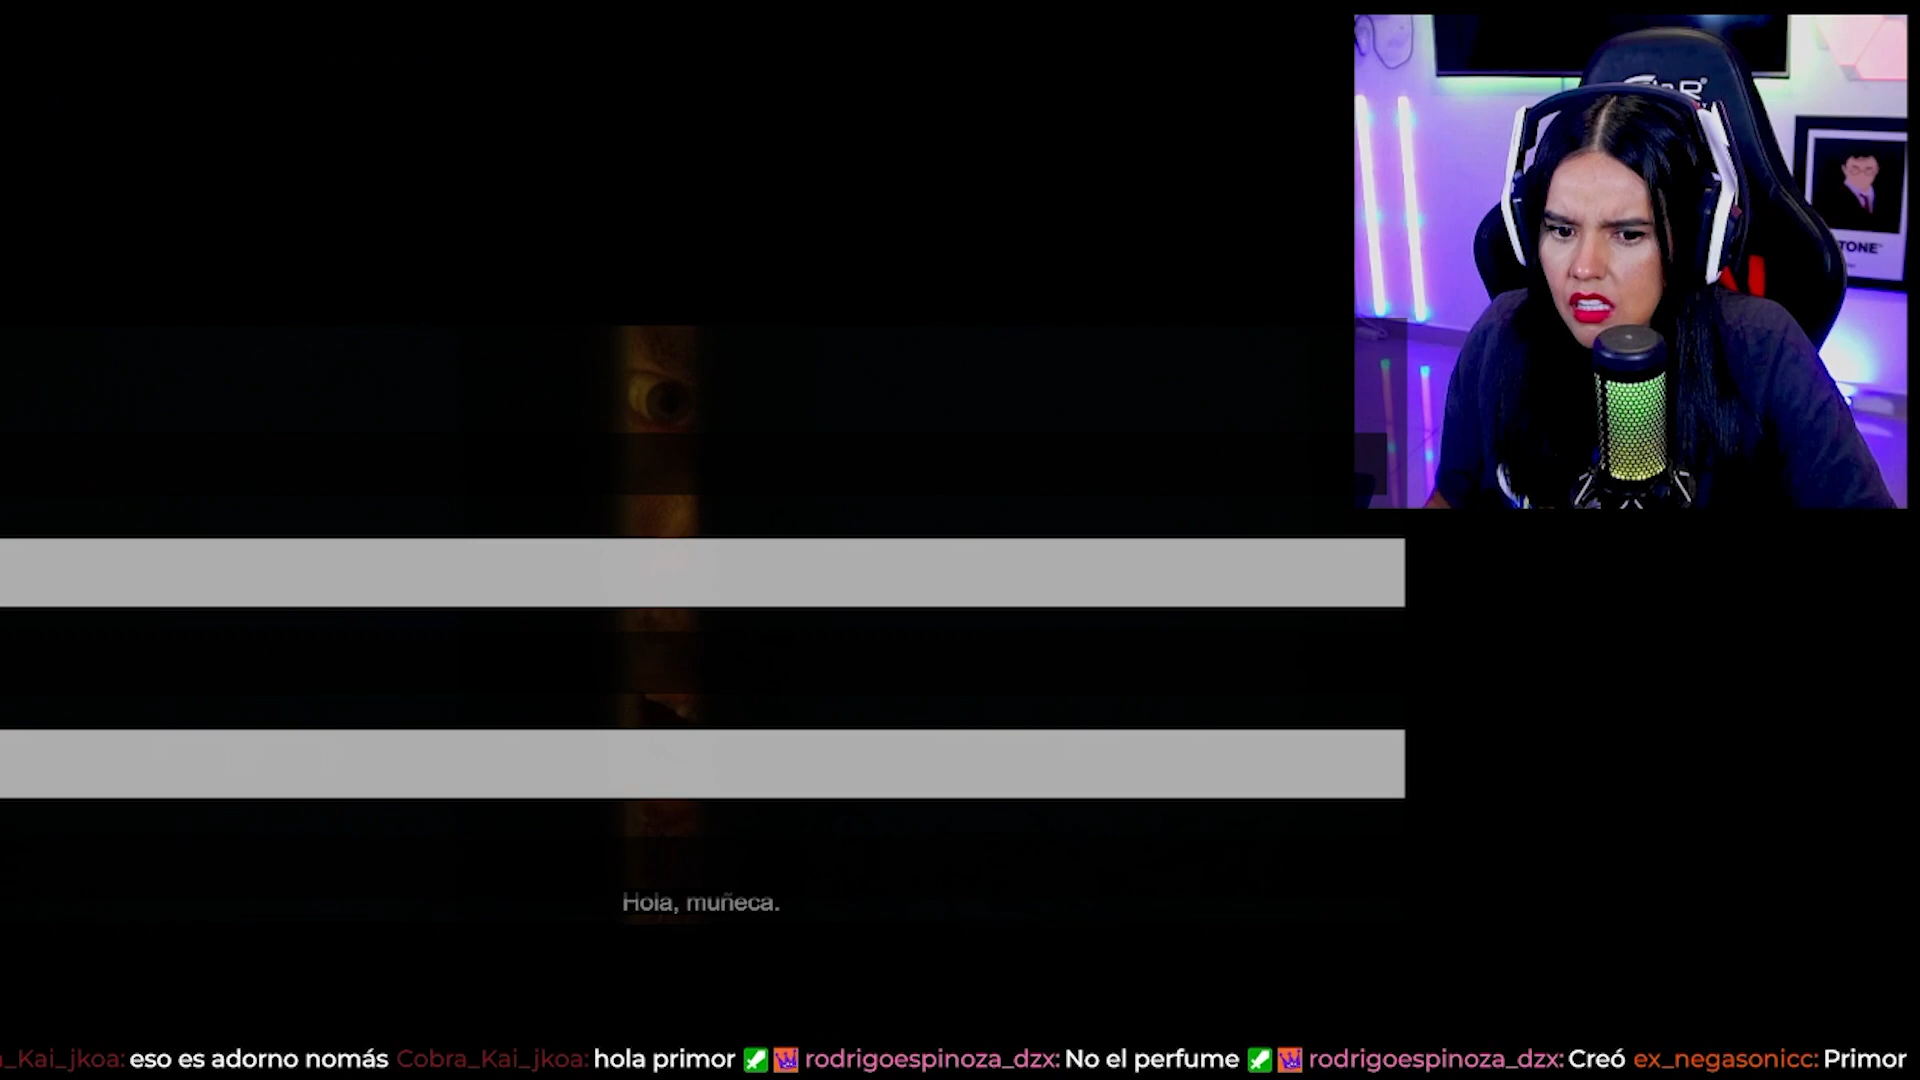 TONE
Hola, muñeca.
_Kai_jkoa: eso es adorno nomás Cobra_Kai_jkoa: hola primor rodrigoespinoza_dzx: No el perfume rodrigoespinoza_dzx: Creó ex_negasonicc: Primor